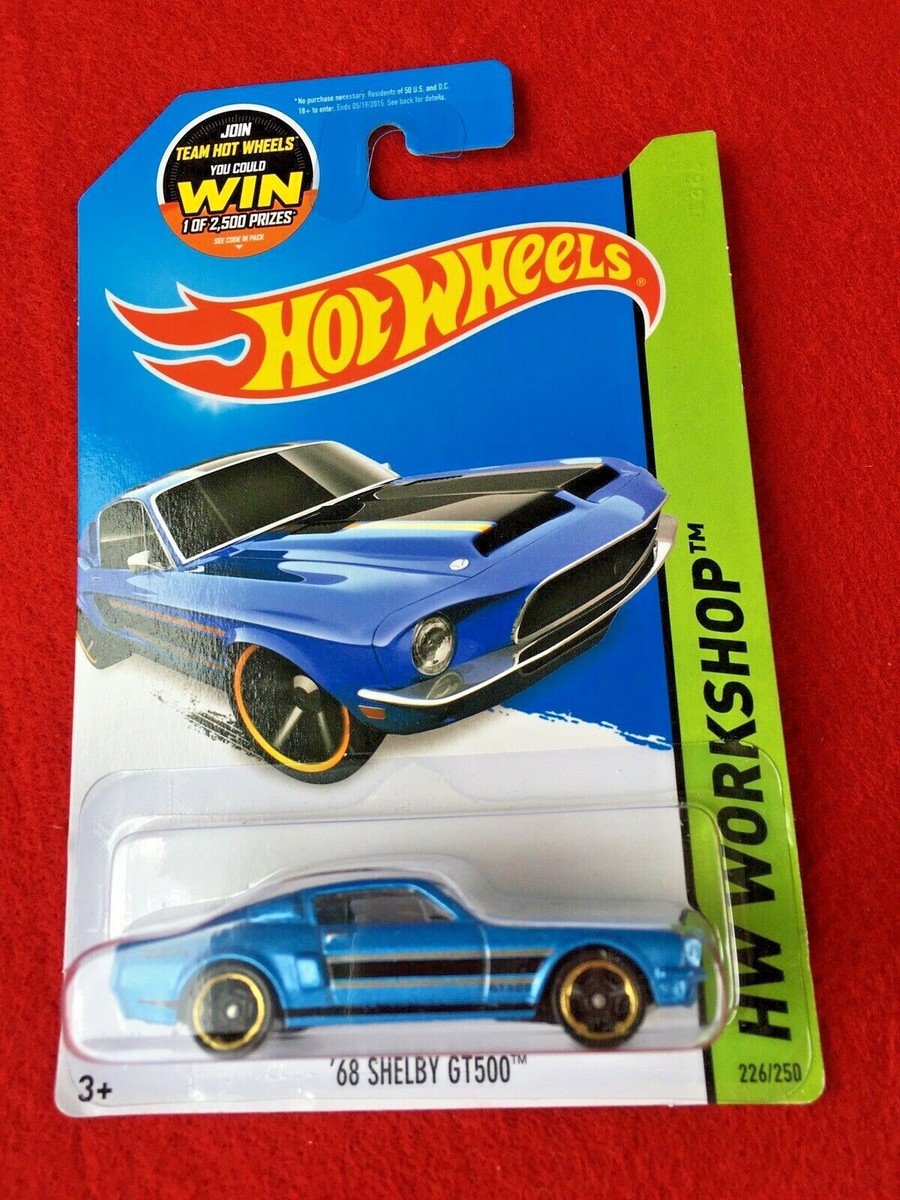 *No purchase necessary. Residents of 50 U.S. and D.C.
18+ to enter. Ends 05/19/2015. See back for details.
JOIN
TEAM HOT WHEELS™
YOU COULD
WIN
1 OF 2,500 PRIZES*
SEE CODE IN PACK
HOT WHEELS®
HW WORKSHOP™
'68 SHELBY GT500™
3+
226/250